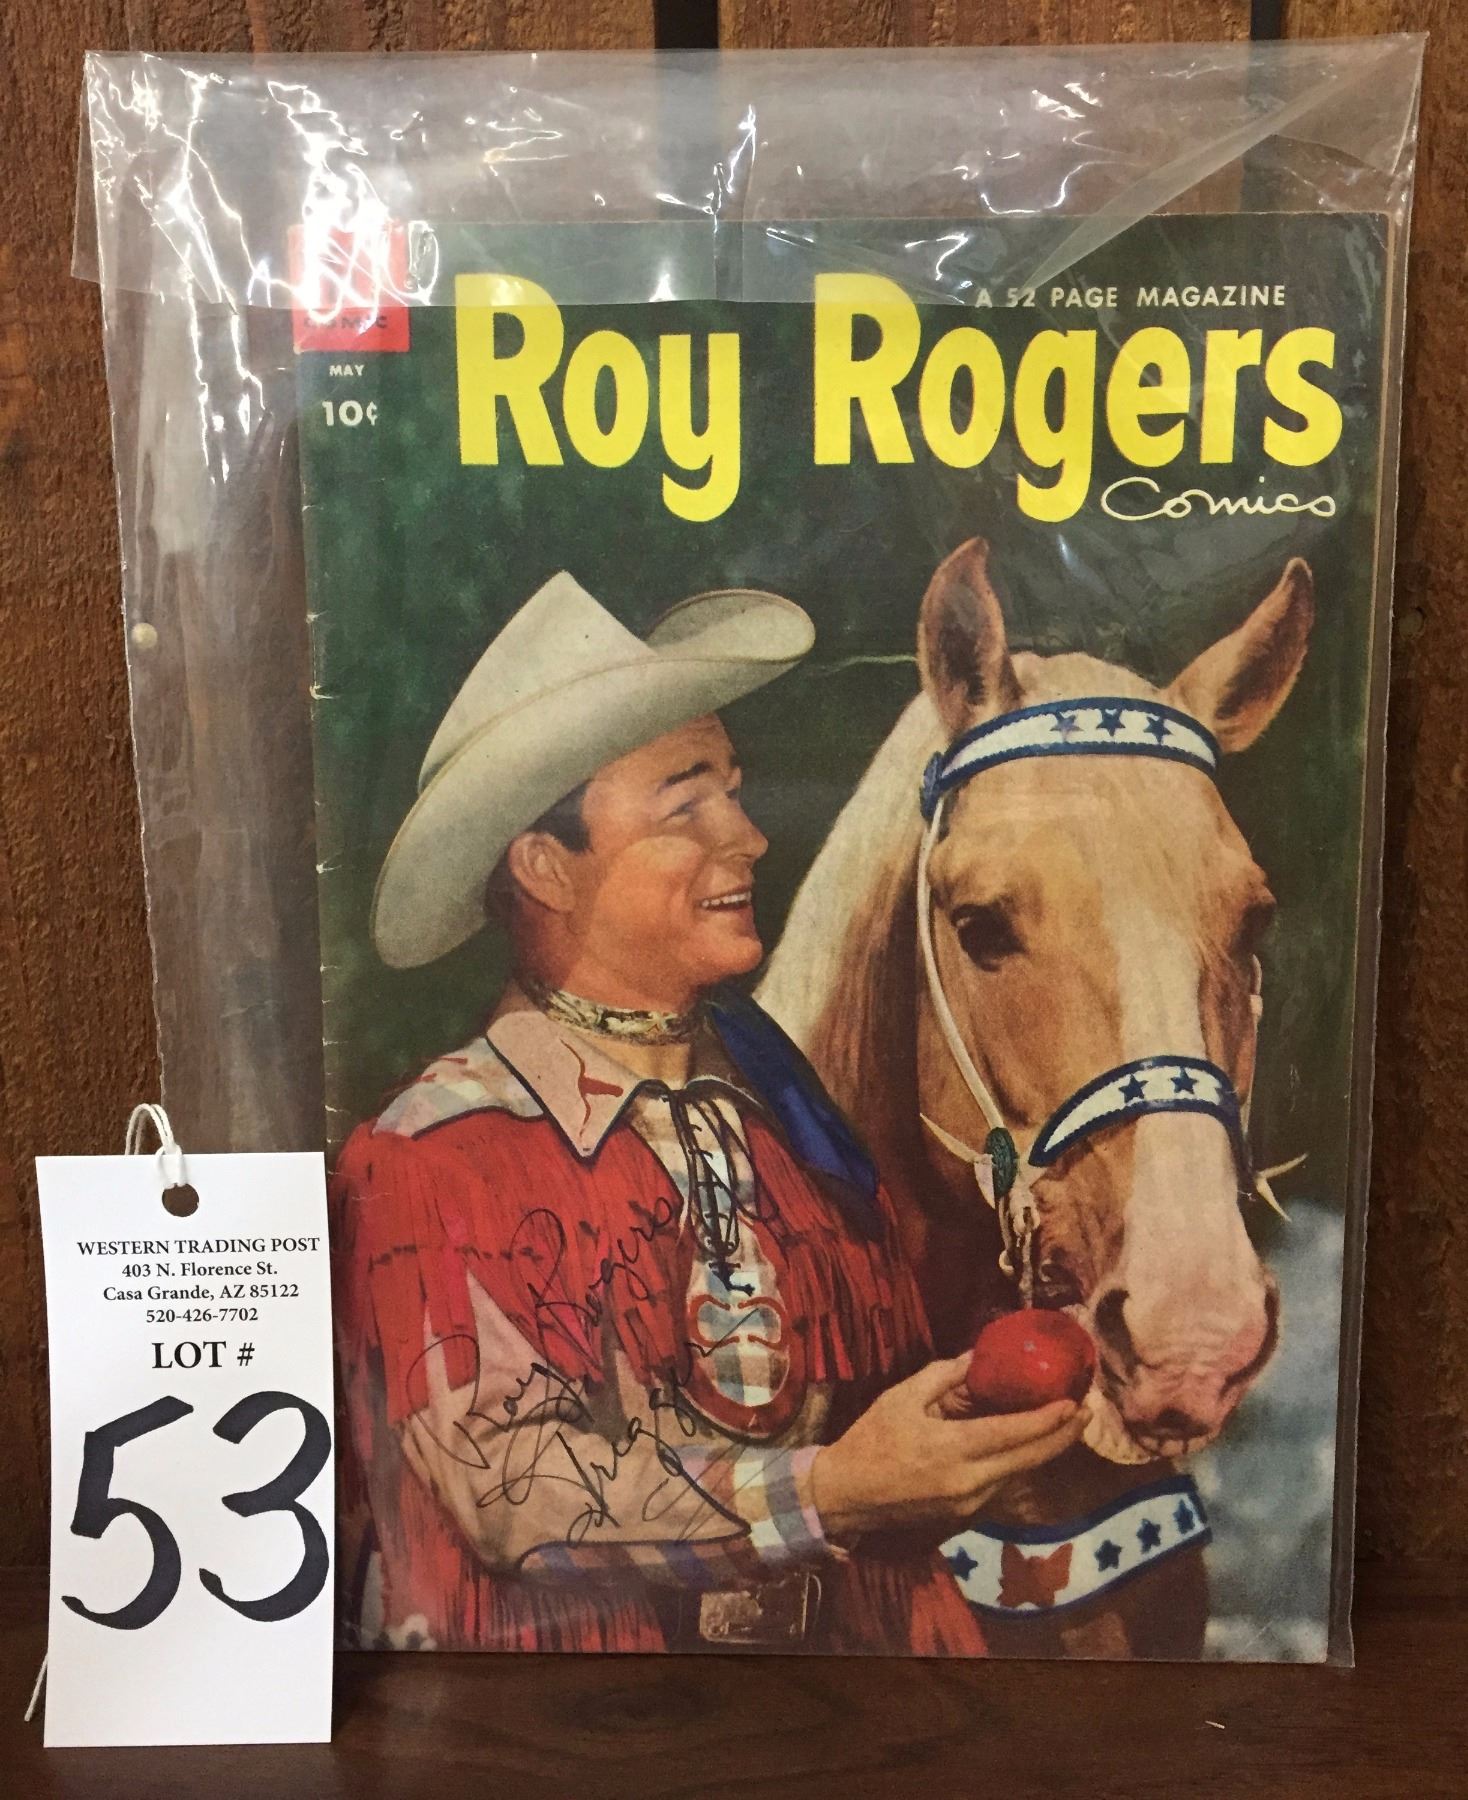 A 52 PAGE MAGAZINE
Roy Rogers
Comics
COMIC
MAY
10¢
Roy Rogers
Trigger
WESTERN TRADING POST
403 N. Florence St.
Casa Grande, AZ 85122
520-426-7702
LOT #
53